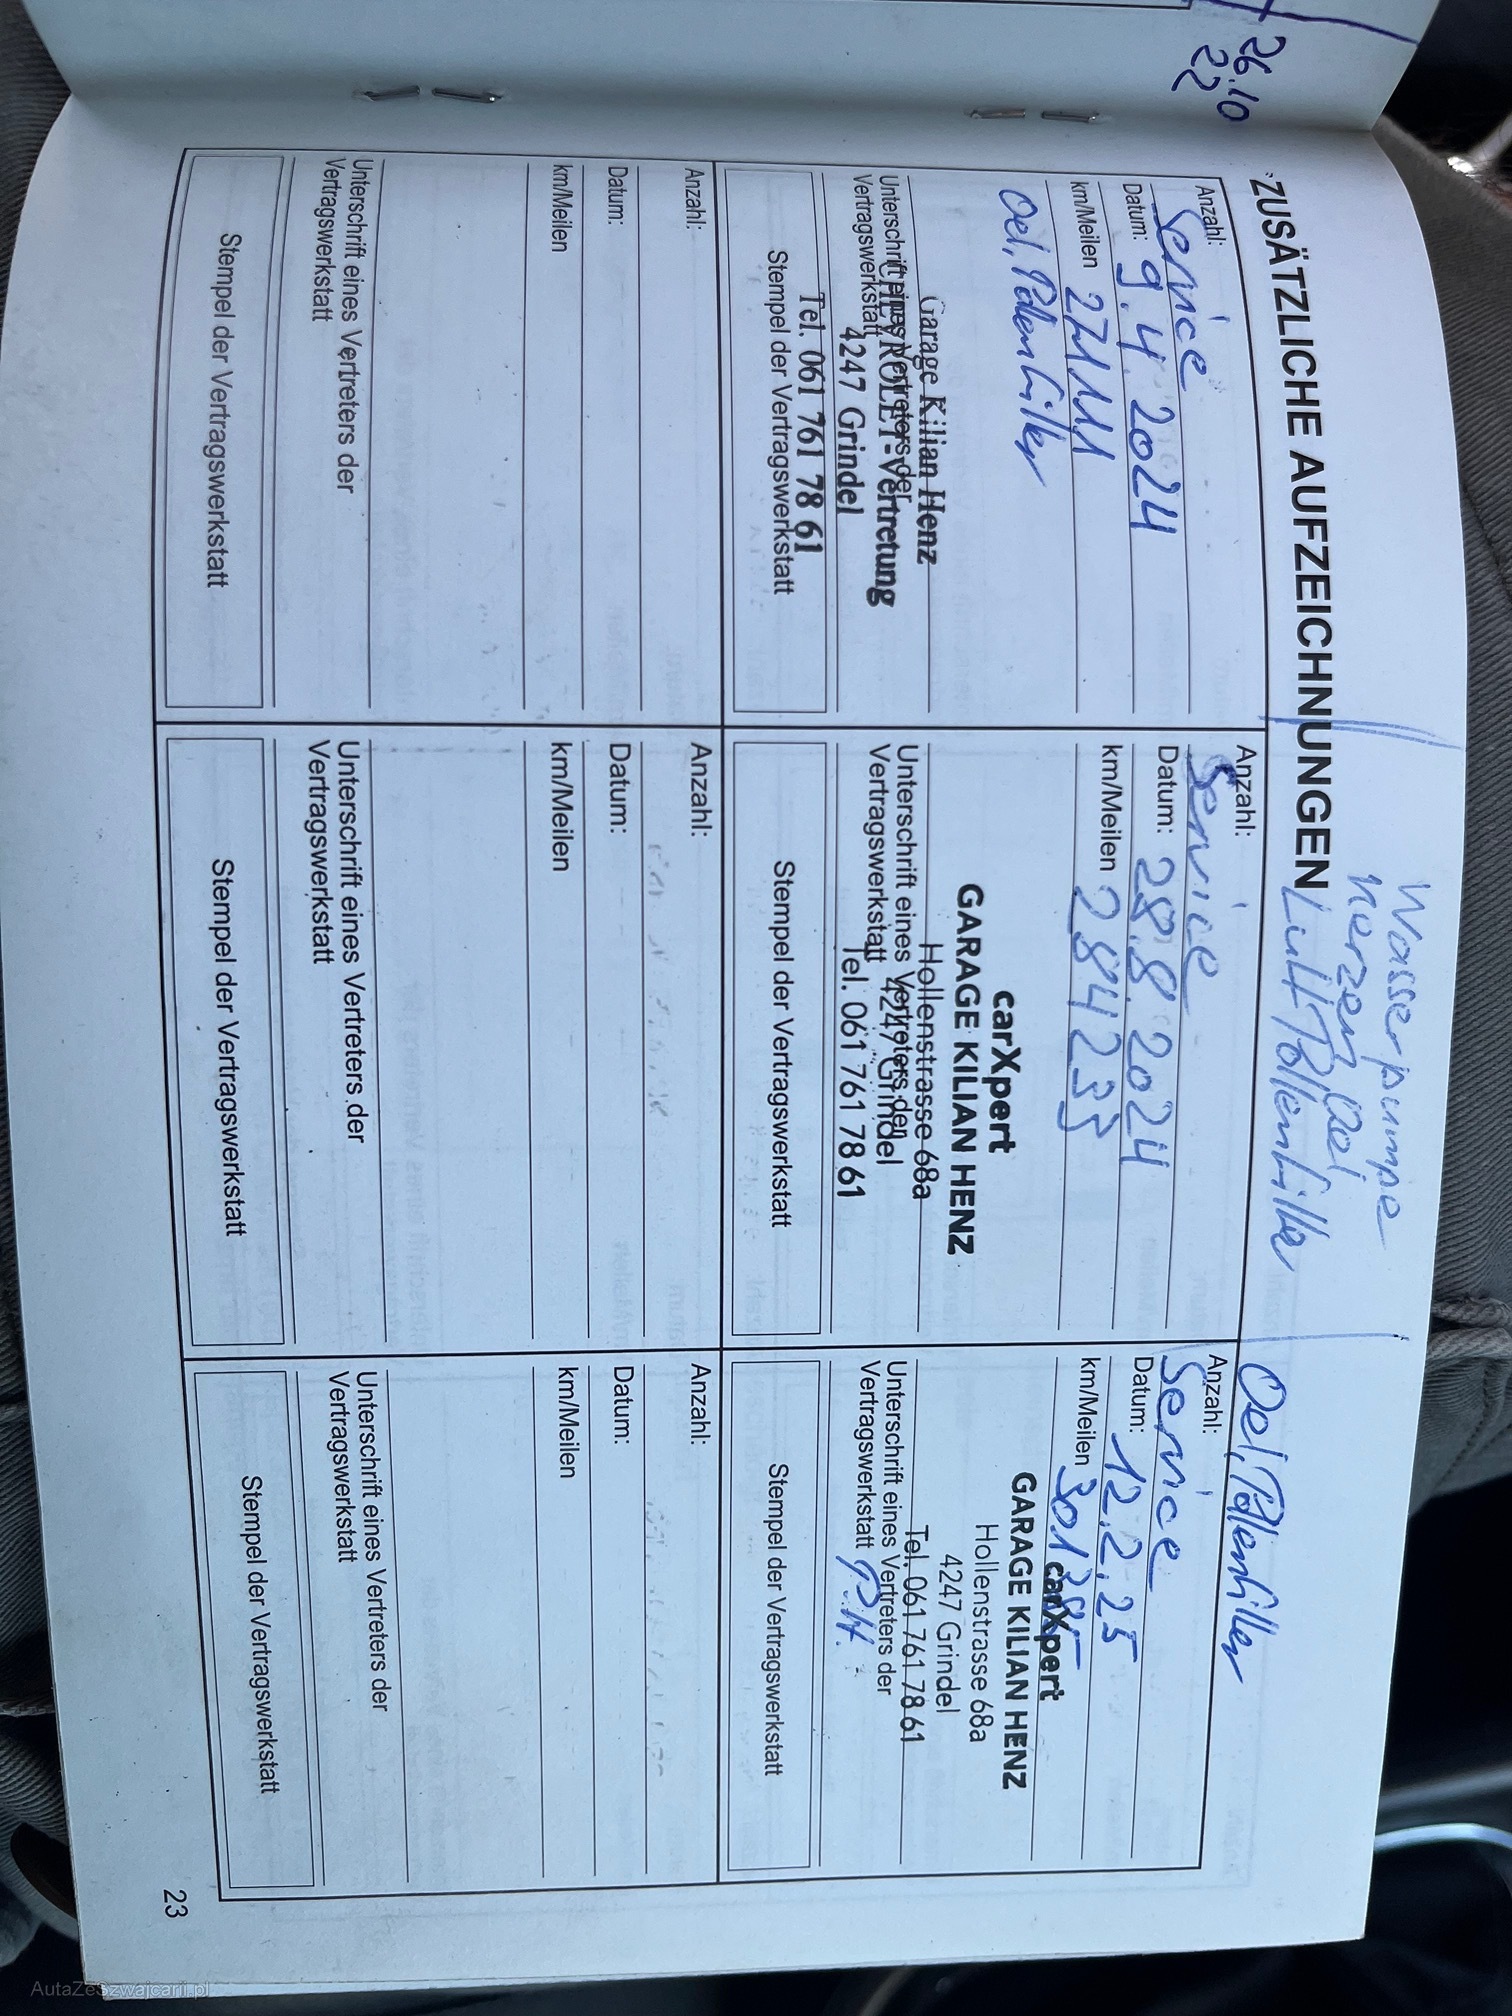 26.10
22
ZUSÄTZLICHE AUFZEICHNUNGEN
Wasserpumpe
Kerzen, Oel,
Luft/Pollenfilter
Oel, Pollenfilter
Anzahl:
Service
Datum: 9.4.2024
km/Meilen 271111
Oel, Pollenfilter
Garage Kilian Henz
CHEVROLET-Vertretung
4247 Grindel
Tel. 061 761 78 61
Unterschrift eines Vertreters der
Vertragswerkstatt
Stempel der Vertragswerkstatt
Anzahl:
Service
Datum: 28.8.2024
km/Meilen 284233
carXpert
GARAGE KILIAN HENZ
Hollenstrasse 68a
4247 Grindel
Tel. 061 761 78 61
Unterschrift eines Vertreters der
Vertragswerkstatt
Stempel der Vertragswerkstatt
Anzahl:
Service
Datum: 12.2.25
km/Meilen 301385
carXpert
GARAGE KILIAN HENZ
Hollenstrasse 68a
4247 Grindel
Tel. 061 761 78 61
Unterschrift eines Vertreters der
Vertragswerkstatt P.H.
Stempel der Vertragswerkstatt
Anzahl:
Datum:
km/Meilen
Unterschrift eines Vertreters der
Vertragswerkstatt
Stempel der Vertragswerkstatt
Anzahl:
Datum:
km/Meilen
Unterschrift eines Vertreters der
Vertragswerkstatt
Stempel der Vertragswerkstatt
Anzahl:
Datum:
km/Meilen
Unterschrift eines Vertreters der
Vertragswerkstatt
Stempel der Vertragswerkstatt
23
AutaZeSzwajcarii.pl